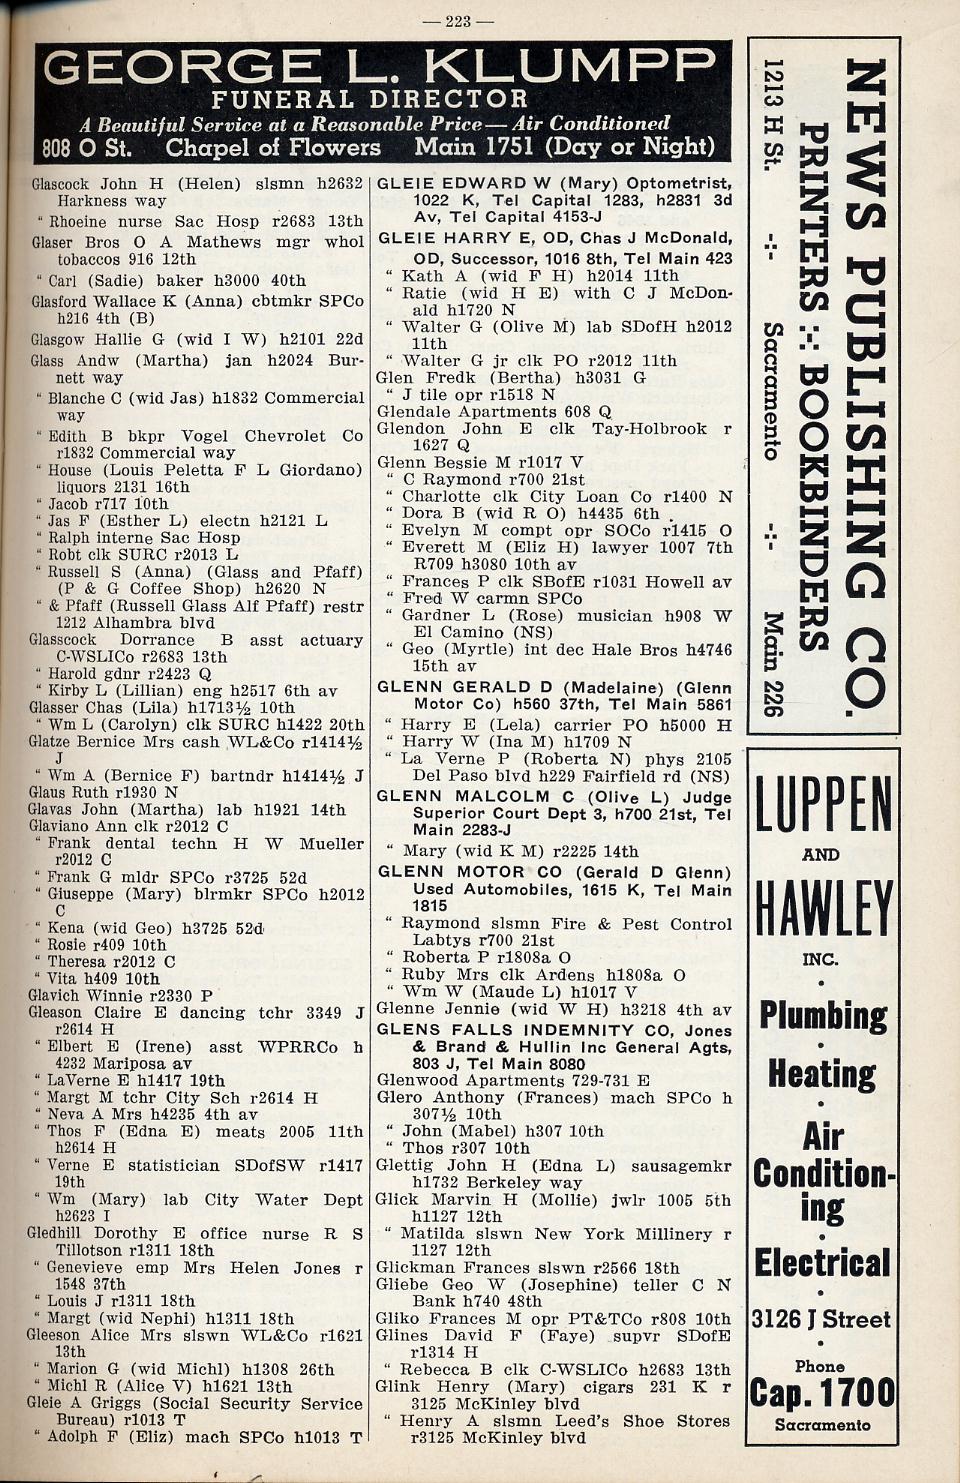 — 223 —
GEORGE L. KLUMPP
FUNERAL DIRECTOR
A Beautiful Service at a Reasonable Price — Air Conditioned
808 O St. Chapel of Flowers Main 1751 (Day or Night)
Glascock John H (Helen) slsmn h2632
Harkness way
" Rhoeine nurse Sac Hosp r2683 13th
Glaser Bros O A Mathews mgr whol
tobaccos 916 12th
" Carl (Sadie) baker h3000 40th
Glasford Wallace K (Anna) cbtmkr SPCo
h216 4th (B)
Glasgow Hallie G (wid I W) h2101 22d
Glass Andw (Martha) jan h2024 Bur-
nett way
" Blanche C (wid Jas) h1832 Commercial
way
" Edith B bkpr Vogel Chevrolet Co
r1832 Commercial way
" House (Louis Peletta F L Giordano)
liquors 2131 16th
" Jacob r717 10th
" Jas F (Esther L) electn h2121 L
" Ralph interne Sac Hosp
" Robt clk SURC r2013 L
" Russell S (Anna) (Glass and Pfaff)
(P & G Coffee Shop) h2620 N
" & Pfaff (Russell Glass Alf Pfaff) restr
1212 Alhambra blvd
Glasscock Dorrance B asst actuary
C-WSLICo r2683 13th
" Harold gdnr r2423 Q
" Kirby L (Lillian) eng h2517 6th av
Glasser Chas (Lila) h1713½ 10th
" Wm L (Carolyn) clk SURC h1422 20th
Glatze Bernice Mrs cash WL&Co r1414½
J
" Wm A (Bernice F) bartndr h1414½ J
Glaus Ruth r1930 N
Glavas John (Martha) lab h1921 14th
Glaviano Ann clk r2012 C
" Frank dental techn H W Mueller
r2012 C
" Frank G mldr SPCo r3725 52d
" Giuseppe (Mary) blrmkr SPCo h2012
C
" Kena (wid Geo) h3725 52d
" Rosie r409 10th
" Theresa r2012 C
" Vita h409 10th
Glavich Winnie r2330 P
Gleason Claire E dancing tchr 3349 J
r2614 H
" Elbert E (Irene) asst WPRRCo h
4232 Mariposa av
" LaVerne E h1417 19th
" Margt M tchr City Sch r2614 H
" Neva A Mrs h4235 4th av
" Thos F (Edna E) meats 2005 11th
h2614 H
" Verne E statistician SDofSW r1417
19th
" Wm (Mary) lab City Water Dept
h2623 I
Gledhill Dorothy E office nurse R S
Tillotson r1311 18th
" Genevieve emp Mrs Helen Jones r
1548 37th
" Louis J r1311 18th
" Margt (wid Nephi) h1311 18th
Gleeson Alice Mrs slswn WL&Co r1621
13th
" Marion G (wid Michl) h1308 26th
" Michl R (Alice V) h1621 13th
Gleie A Griggs (Social Security Service
Bureau) r1013 T
" Adolph F (Eliz) mach SPCo h1013 T
GLEIE EDWARD W (Mary) Optometrist,
1022 K, Tel Capital 1283, h2831 3d
Av, Tel Capital 4153-J
GLEIE HARRY E, OD, Chas J McDonald,
OD, Successor, 1016 8th, Tel Main 423
" Kath A (wid F H) h2014 11th
" Ratie (wid H E) with C J McDon-
ald h1720 N
" Walter G (Olive M) lab SDofH h2012
11th
" Walter G jr clk PO r2012 11th
Glen Fredk (Bertha) h3031 G
" J tile opr r1518 N
Glendale Apartments 608 Q
Glendon John E clk Tay-Holbrook r
1627 Q
Glenn Bessie M r1017 V
" C Raymond r700 21st
" Charlotte clk City Loan Co r1400 N
" Dora B (wid R O) h4435 6th
" Evelyn M compt opr SOCo r1415 O
" Everett M (Eliz H) lawyer 1007 7th
R709 h3080 10th av
" Frances P clk SBofE r1031 Howell av
" Fred W carmn SPCo
" Gardner L (Rose) musician h908 W
El Camino (NS)
" Geo (Myrtle) int dec Hale Bros h4746
15th av
GLENN GERALD D (Madelaine) (Glenn
Motor Co) h560 37th, Tel Main 5861
" Harry E (Lela) carrier PO h5000 H
" Harry W (Ina M) h1709 N
" La Verne P (Roberta N) phys 2105
Del Paso blvd h229 Fairfield rd (NS)
GLENN MALCOLM C (Olive L) Judge
Superior Court Dept 3, h700 21st, Tel
Main 2283-J
" Mary (wid K M) r2225 14th
GLENN MOTOR CO (Gerald D Glenn)
Used Automobiles, 1615 K, Tel Main
1815
" Raymond slsmn Fire & Pest Control
Labtys r700 21st
" Roberta P r1808a O
" Ruby Mrs clk Ardens h1808a O
" Wm W (Maude L) h1017 V
Glenne Jennie (wid W H) h3218 4th av
GLENS FALLS INDEMNITY CO, Jones
& Brand & Hullin Inc General Agts,
803 J, Tel Main 8080
Glenwood Apartments 729-731 E
Glero Anthony (Frances) mach SPCo h
307½ 10th
" John (Mabel) h307 10th
" Thos r307 10th
Glettig John H (Edna L) sausagemkr
h1732 Berkeley way
Glick Marvin H (Mollie) jwlr 1005 5th
h1127 12th
" Matilda slswn New York Millinery r
1127 12th
Glickman Frances slswn r2566 18th
Gliebe Geo W (Josephine) teller C N
Bank h740 48th
Gliko Frances M opr PT&TCo r808 10th
Glines David F (Faye) supvr SDofE
r1314 H
" Rebecca B clk C-WSLICo h2683 13th
Glink Henry (Mary) cigars 231 K r
3125 McKinley blvd
" Henry A slsmn Leed's Shoe Stores
r3125 McKinley blvd
NEWS PUBLISHING CO.
PRINTERS ·:· BOOKBINDERS
1213 H St. -:- Sacramento -:- Main 226
LUPPEN
AND
HAWLEY
INC.
•
Plumbing
•
Heating
•
Air
Condition-
ing
•
Electrical
•
3126 J Street
•
Phone
Cap. 1700
Sacramento